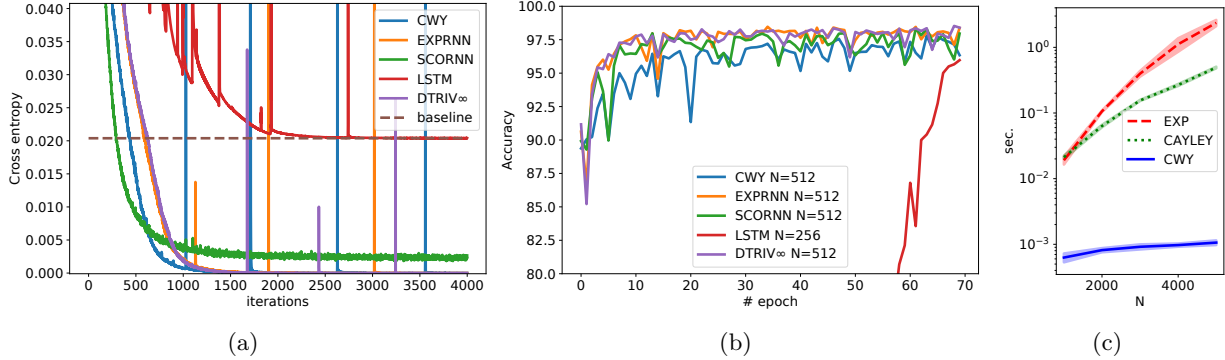 0.040
0.035
0.030
0.025
0.020
0.015
0.010
0.005
0.000
Cross entropy
0 500 1000 1500 2000 2500 3000 3500 4000
iterations
CWY
EXPRNN
SCORNN
LSTM
DTRIV∞
baseline
(a)
100.0
97.5
95.0
92.5
90.0
87.5
85.0
82.5
80.0
Accuracy
0 10 20 30 40 50 60 70
# epoch
CWY N=512
EXPRNN N=512
SCORNN N=512
LSTM N=256
DTRIV∞ N=512
(b)
10⁰
10⁻¹
10⁻²
10⁻³
sec.
2000 4000
N
EXP
CAYLEY
CWY
(c)